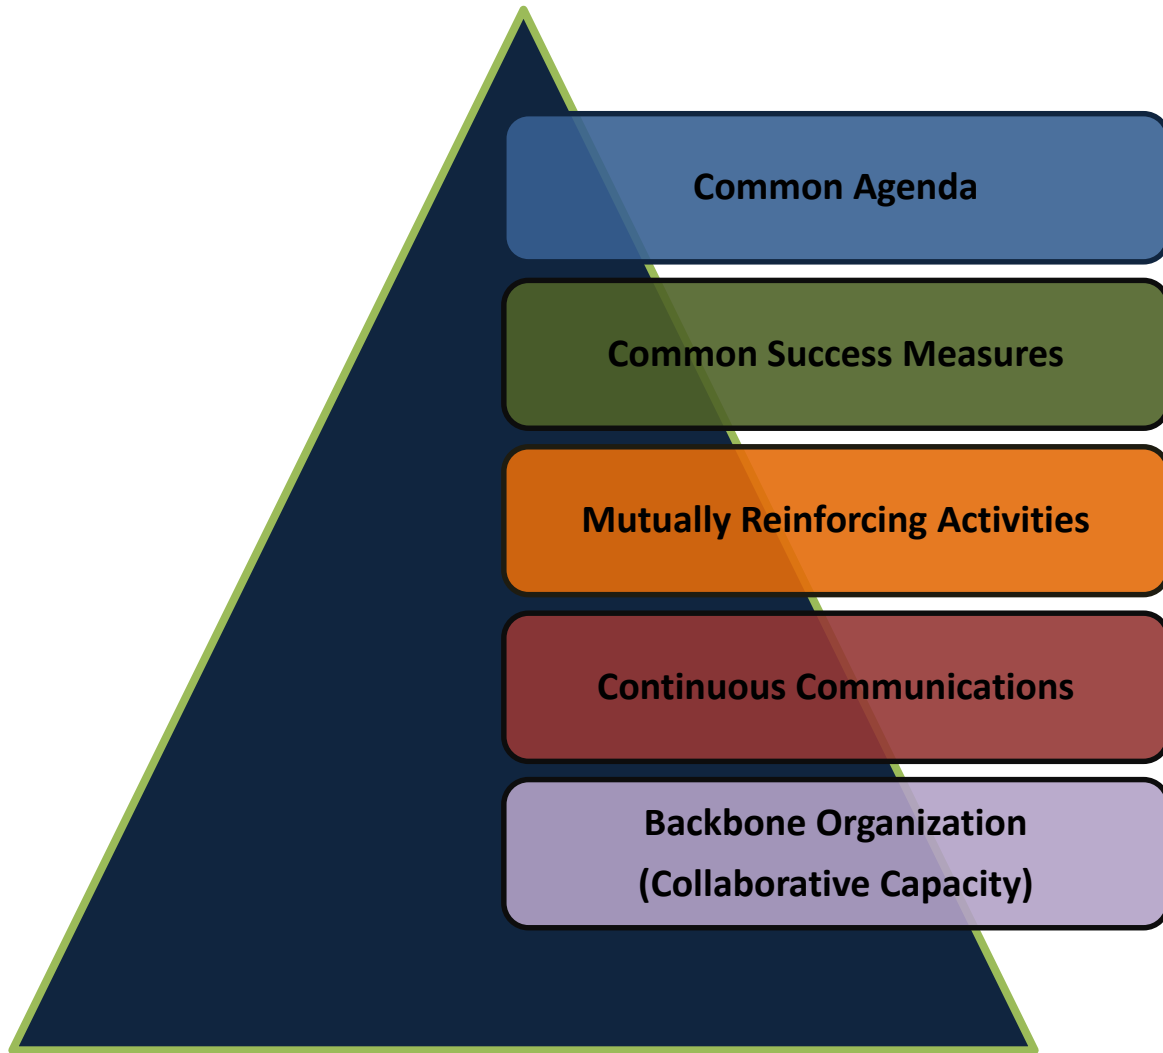 Common Agenda
Common Success Measures
Mutually Reinforcing Activities
Continuous Communications
Backbone Organization
(Collaborative Capacity)